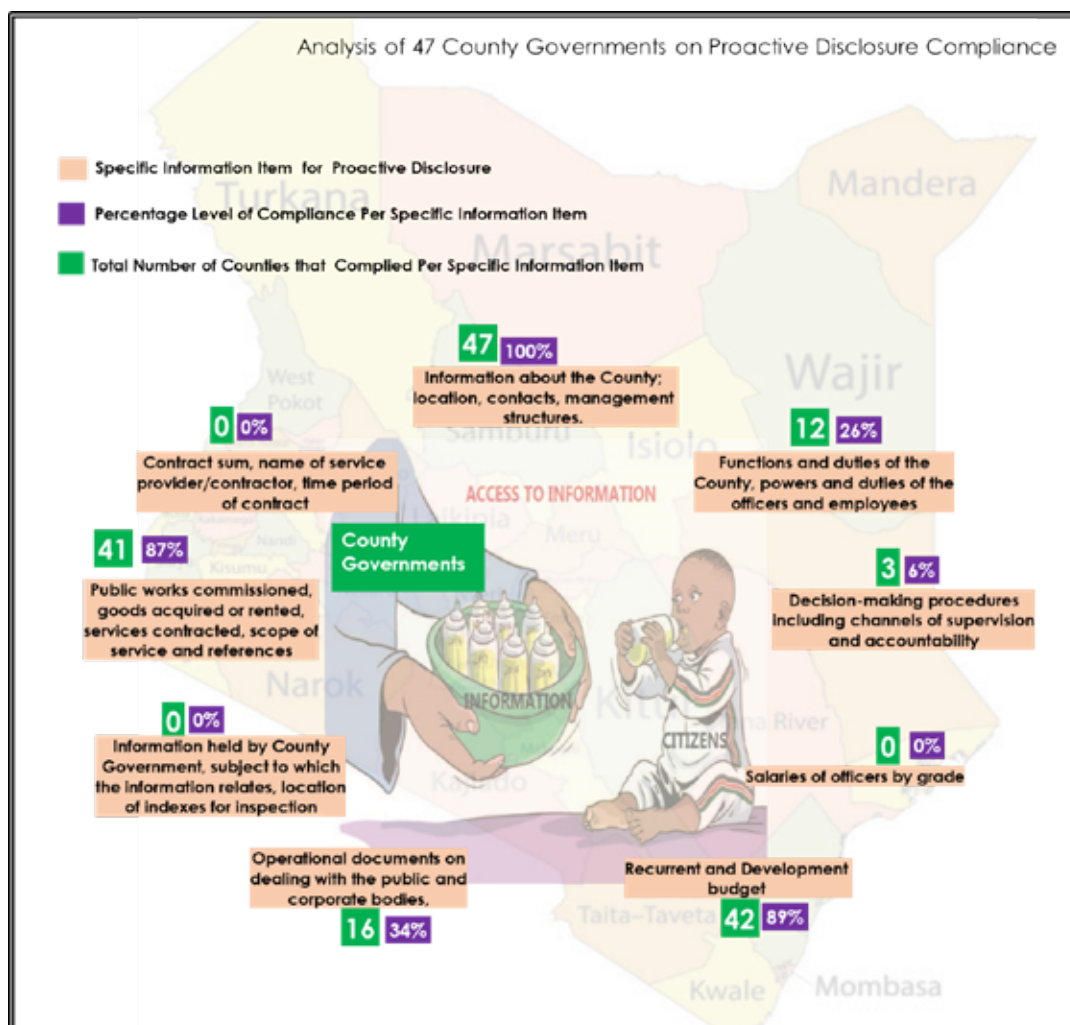 Analysis of 47 County Governments on Proactive Disclosure Compliance
Specific Information Item for Proactive Disclosure
Percentage Level of Compliance Per Specific Information Item
Total Number of Counties that Complied Per Specific Information Item
Turkana
Mandera
Marsabit
Wajir
West
Pokot
Samburu
Isiolo
47 100%
Information about the County;
location, contacts, management
structures.
0 0%
Contract sum, name of service
provider/contractor, time period
of contract
12 26%
Functions and duties of the
County, powers and duties of the
officers and employees
ACCESS TO INFORMATION
Laikipia
Meru
County
Governments
41 87%
Nandi
Kisumu
Public works commissioned,
goods acquired or rented,
services contracted, scope of
service and references
3 6%
Decision-making procedures
including channels of supervision
and accountability
Narok
INFORMATION
CITIZENS
Kitui
River
0 0%
Information held by County
Government, subject to which
the information relates, location
of indexes for inspection
0 0%
Salaries of officers by grade
Kajiado
Operational documents on
dealing with the public and
corporate bodies,
16 34%
Recurrent and Development
budget
42 89%
Taita-Taveta
Kwale
Mombasa